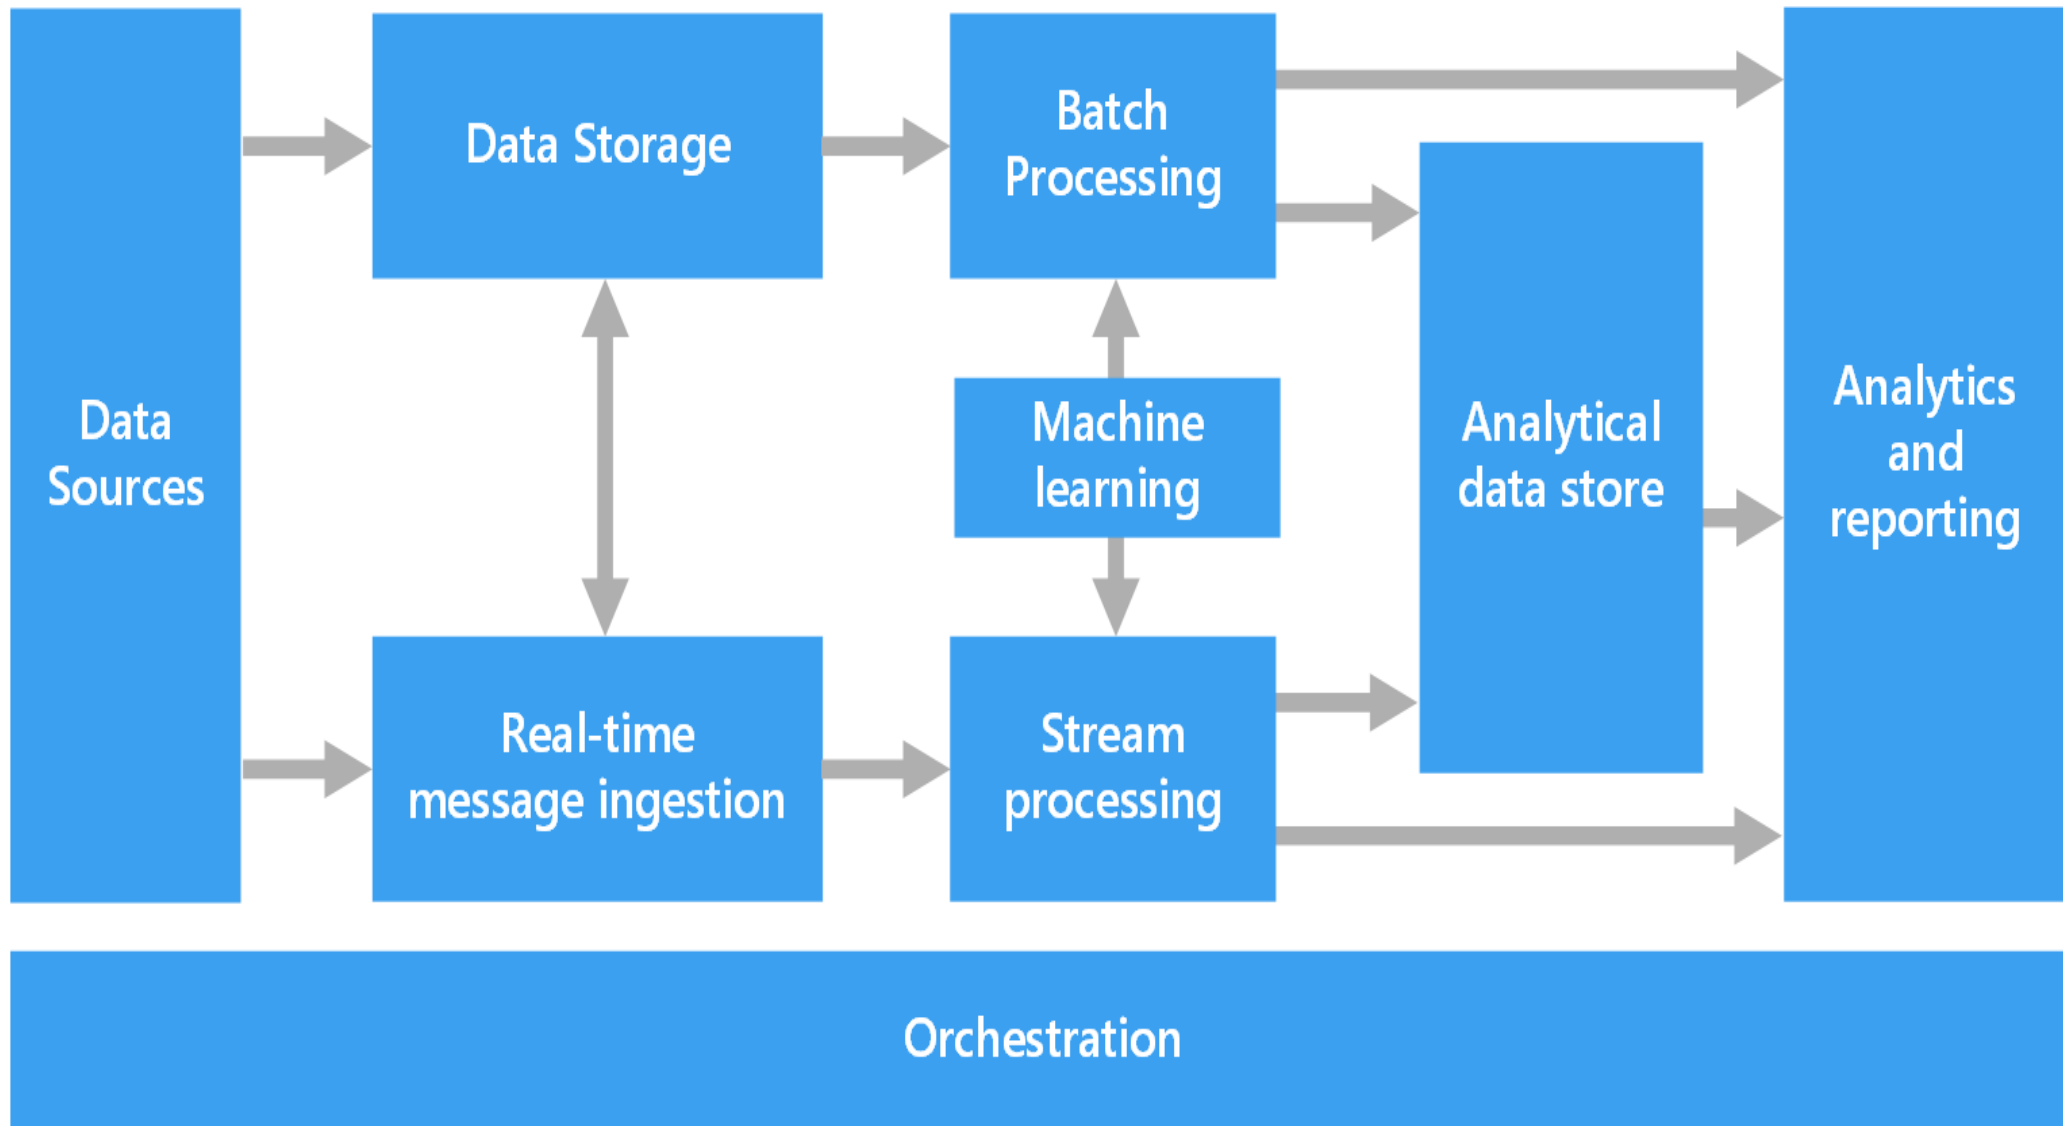 Data
Sources
Data Storage
Batch
Processing
Machine
learning
Real-time
message ingestion
Stream
processing
Analytical
data store
Analytics
and
reporting
Orchestration